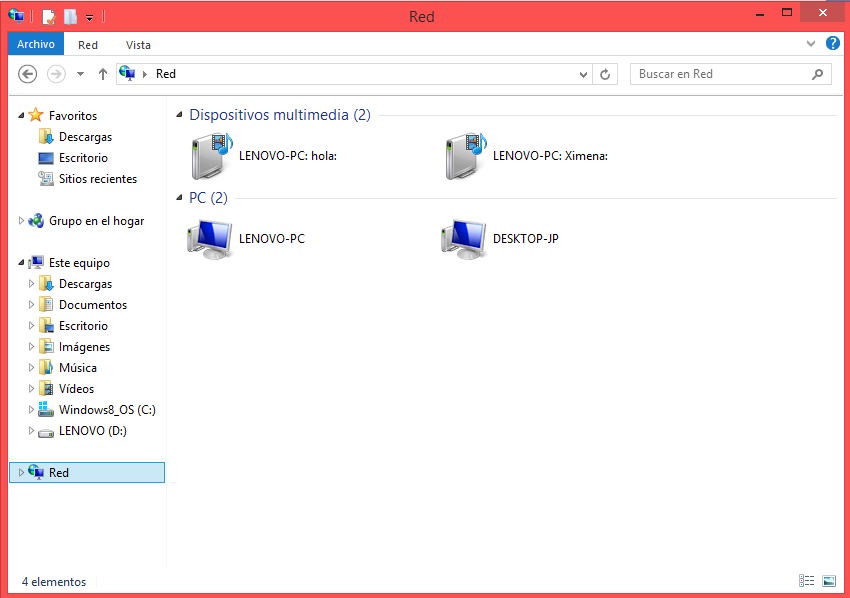 Red
Archivo
Red
Vista
Red
Buscar en Red
Favoritos
Descargas
Escritorio
Sitios recientes
Grupo en el hogar
Este equipo
Descargas
Documentos
Escritorio
Imágenes
Música
Vídeos
Windows8_OS (C:)
LENOVO (D:)
Red
Dispositivos multimedia (2)
LENOVO-PC: hola:
LENOVO-PC: Ximena:
PC (2)
LENOVO-PC
DESKTOP-JP
4 elementos